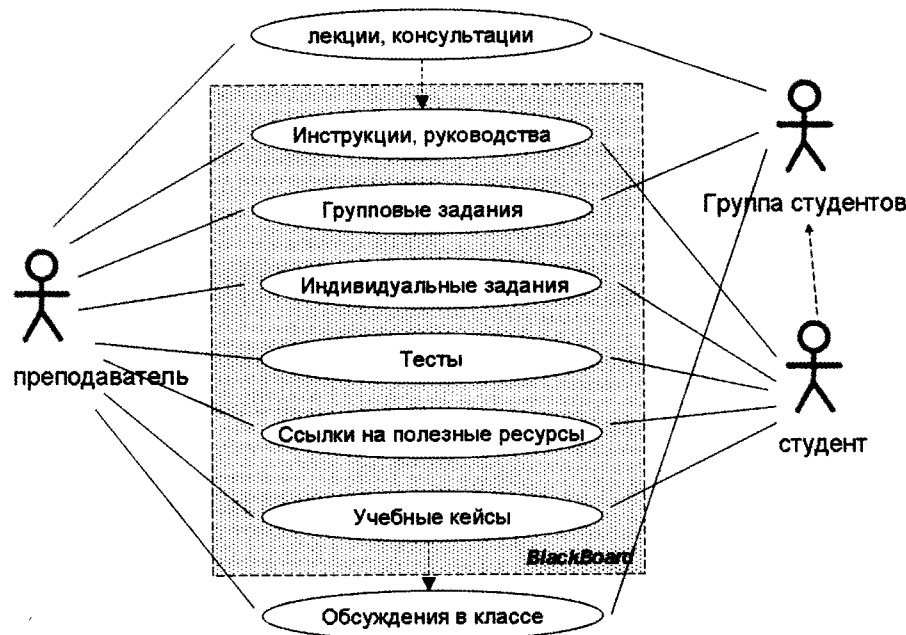 лекции, консультации
Инструкции, руководства
Групповые задания
Группа студентов
Индивидуальные задания
Тесты
преподаватель
Ссылки на полезные ресурсы
студент
Учебные кейсы
BlackBoard
Обсуждения в классе